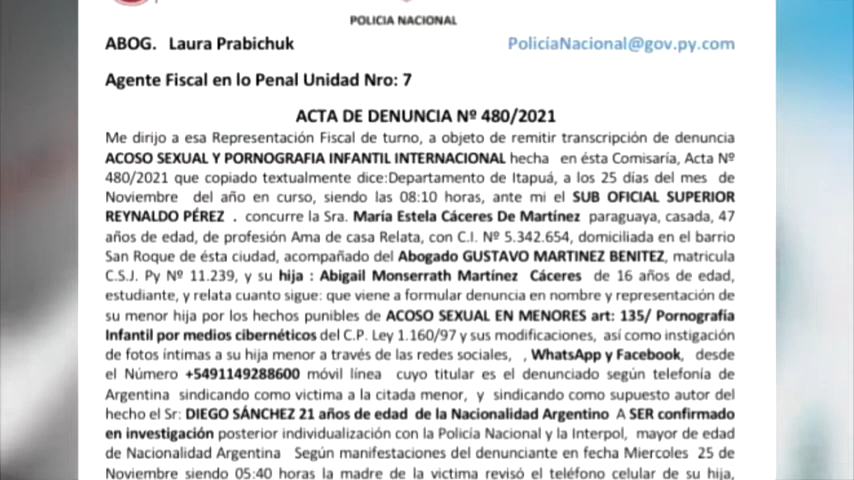 POLICIA NACIONAL
ABOG. Laura Prabichuk
PolicíaNacional@gov.py.com
Agente Fiscal en lo Penal Unidad Nro: 7
ACTA DE DENUNCIA Nº 480/2021
Me dirijo a esa Representación Fiscal de turno, a objeto de remitir transcripción de denuncia
ACOSO SEXUAL Y PORNOGRAFIA INFANTIL INTERNACIONAL hecha en ésta Comisaría, Acta Nº
480/2021 que copiado textualmente dice:Departamento de Itapuá, a los 25 días del mes de
Noviembre del año en curso, siendo las 08:10 horas, ante mi el SUB OFICIAL SUPERIOR
REYNALDO PÉREZ . concurre la Sra. María Estela Cáceres De Martínez paraguaya, casada, 47
años de edad, de profesión Ama de casa Relata, con C.I. Nº 5.342.654, domiciliada en el barrio
San Roque de ésta ciudad, acompañado del Abogado GUSTAVO MARTINEZ BENITEZ, matricula
C.S.J. Py Nº 11.239, y su hija : Abigail Monserrath Martínez Cáceres de 16 años de edad,
estudiante, y relata cuanto sigue: que viene a formular denuncia en nombre y representación de
su menor hija por los hechos punibles de ACOSO SEXUAL EN MENORES art: 135/ Pornografía
Infantil por medios cibernéticos del C.P. Ley 1.160/97 y sus modificaciones, así como instigación
de fotos íntimas a su hija menor a través de las redes sociales, , WhatsApp y Facebook, desde
el Número +5491149288600 móvil línea cuyo titular es el denunciado según telefonía de
Argentina sindicando como victima a la citada menor, y sindicando como supuesto autor del
hecho el Sr: DIEGO SÁNCHEZ 21 años de edad de la Nacionalidad Argentino A SER confirmado
en investigación posterior individualización con la Policía Nacional y la Interpol, mayor de edad
de Nacionalidad Argentina Según manifestaciones del denunciante en fecha Miercoles 25 de
Noviembre siendo 05:40 horas la madre de la victima revisó el teléfono celular de su hija,